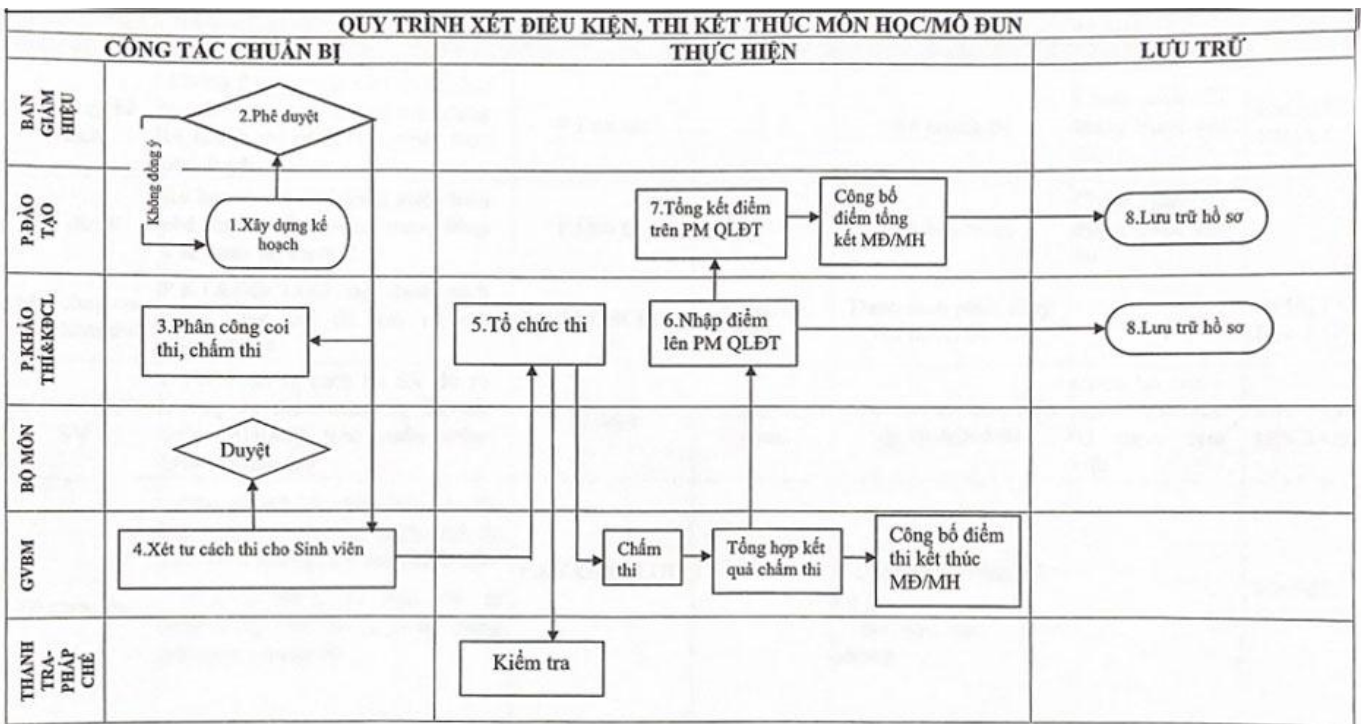 QUY TRÌNH XÉT ĐIỀU KIỆN, THI KẾT THÚC MÔN HỌC/MÔ ĐUN
CÔNG TÁC CHUẨN BỊ
THỰC HIỆN
LƯU TRỮ
BAN
GIÁM
HIỆU
2.Phê duyệt
Không đồng ý
P.ĐÀO
TẠO
1.Xây dựng kế
hoạch
7.Tổng kết điểm
trên PM QLĐT
Công bố
điểm tổng
kết MĐ/MH
8.Lưu trữ hồ sơ
P.KHẢO
THÍ&KĐCL
3.Phân công coi
thi, chấm thi
5.Tổ chức thi
6.Nhập điểm
lên PM QLĐT
8.Lưu trữ hồ sơ
BỘ MÔN
Duyệt
GVBM
4.Xét tư cách thi cho Sinh viên
Chấm
thi
Tổng hợp kết
quả chấm thi
Công bố điểm
thi kết thúc
MĐ/MH
THANH
TRA-
PHÁP
CHẾ
Kiểm tra